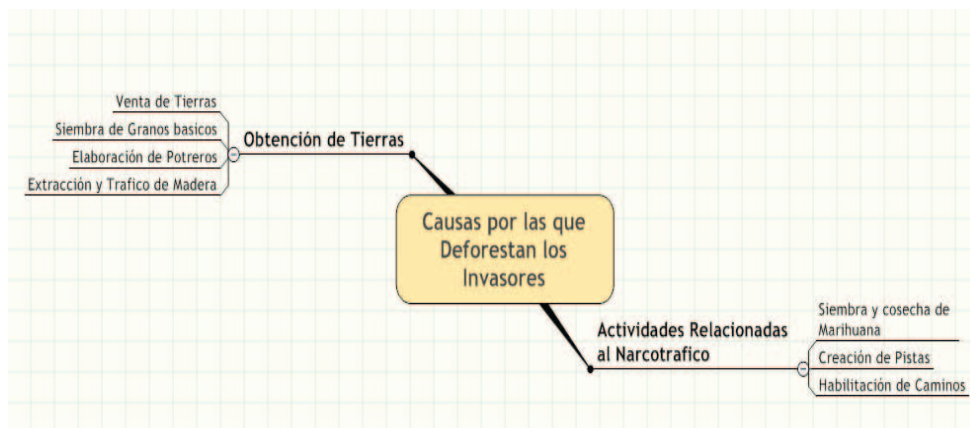 Venta de Tierras
Siembra de Granos basicos
Elaboración de Potreros
Extracción y Trafico de Madera
Obtención de Tierras
Causas por las que
Deforestan los
Invasores
Actividades Relacionadas
al Narcotrafico
Siembra y cosecha de
Marihuana
Creación de Pistas
Habilitación de Caminos